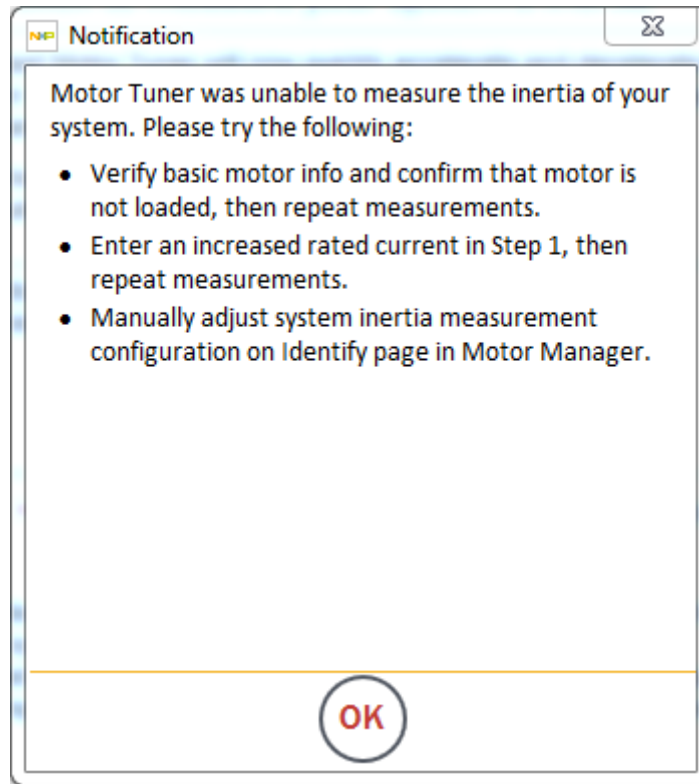 NXP Notification
Motor Tuner was unable to measure the inertia of your
system. Please try the following:
• Verify basic motor info and confirm that motor is
not loaded, then repeat measurements.
• Enter an increased rated current in Step 1, then
repeat measurements.
• Manually adjust system inertia measurement
configuration on Identify page in Motor Manager.
OK